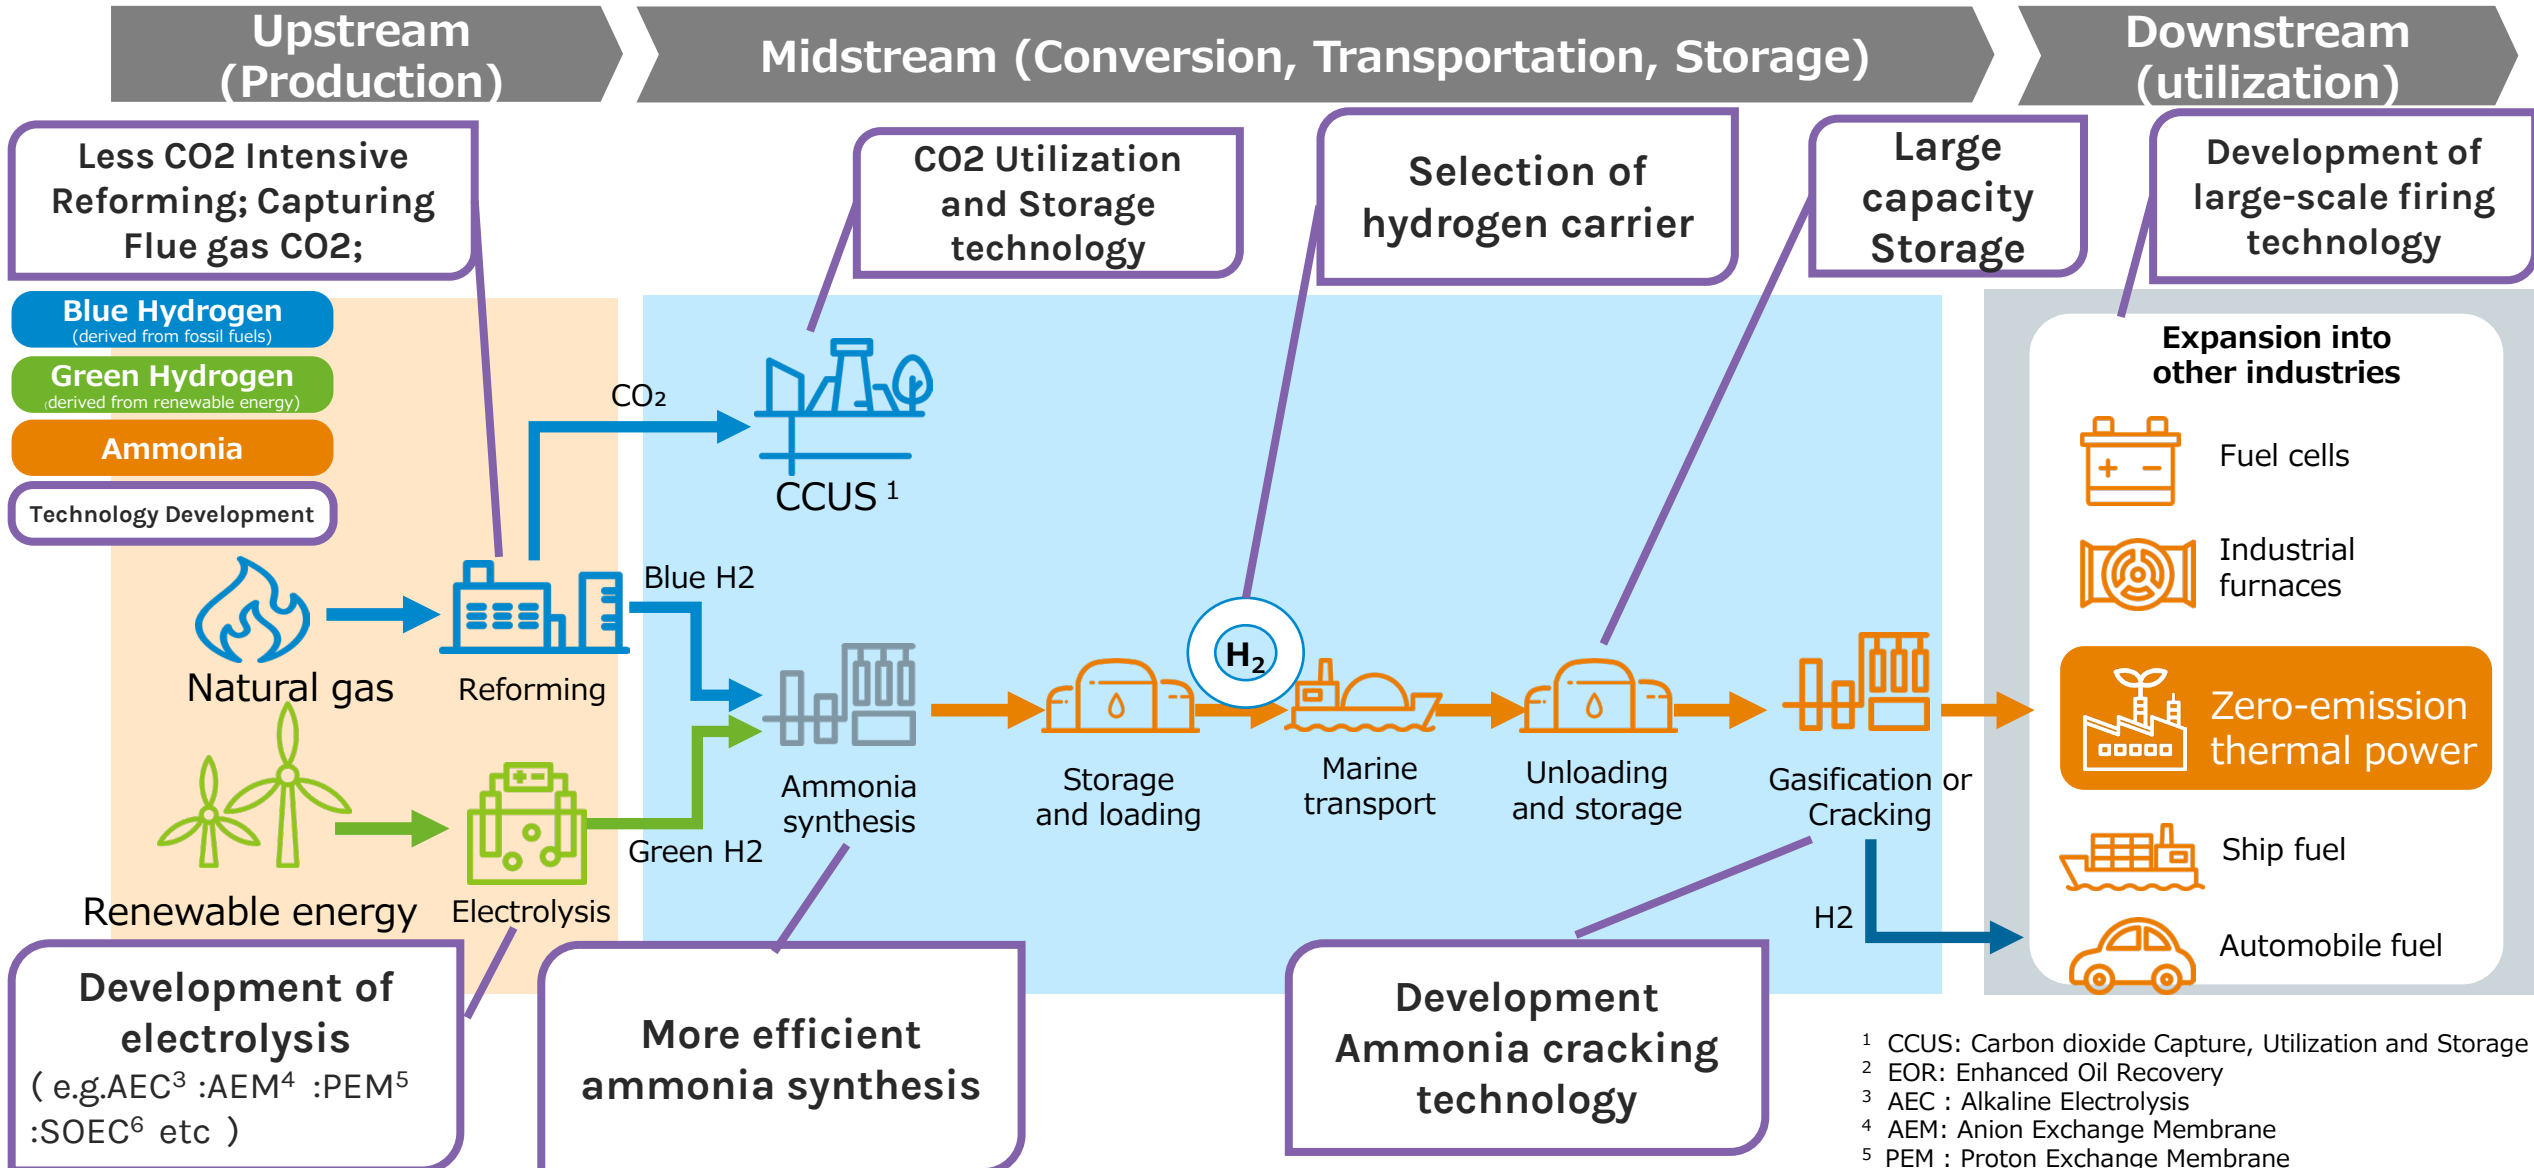 Upstream
(Production)
Midstream (Conversion, Transportation, Storage)
Downstream
(utilization)
Less CO2 Intensive
Reforming; Capturing
Flue gas CO2;
CO2 Utilization
and Storage
technology
Selection of
hydrogen carrier
Large
capacity
Storage
Development of
large-scale firing
technology
Blue Hydrogen
(derived from fossil fuels)
Green Hydrogen
(derived from renewable energy)
Ammonia
Technology Development
CO₂
CCUS ¹
Natural gas
Reforming
Blue H2
Renewable energy
Electrolysis
Green H2
Ammonia
synthesis
Storage
and loading
H₂
Marine
transport
Unloading
and storage
Gasification or
Cracking
H2
Expansion into
other industries
Fuel cells
Industrial
furnaces
Zero-emission
thermal power
Ship fuel
Automobile fuel
Development of
electrolysis
( e.g.AEC³ :AEM⁴ :PEM⁵
:SOEC⁶ etc )
More efficient
ammonia synthesis
Development
Ammonia cracking
technology
¹ CCUS: Carbon dioxide Capture, Utilization and Storage
² EOR: Enhanced Oil Recovery
³ AEC : Alkaline Electrolysis
⁴ AEM: Anion Exchange Membrane
⁵ PEM : Proton Exchange Membrane